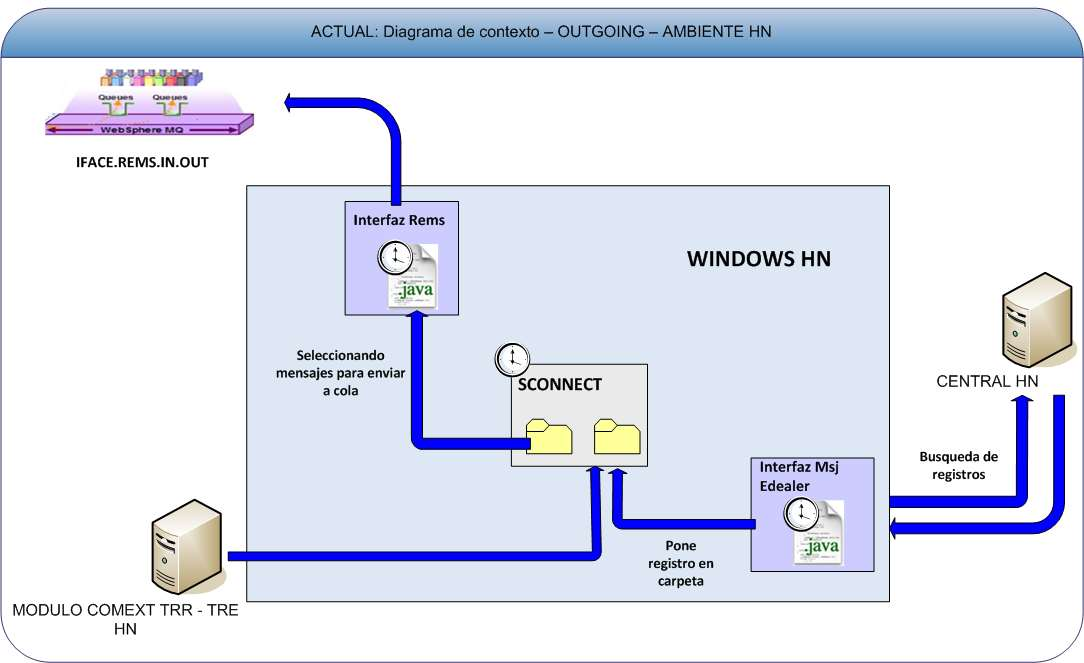 ACTUAL: Diagrama de contexto – OUTGOING – AMBIENTE HN
Queues
Queues
WebSphere MQ
IFACE.REMS.IN.OUT
Interfaz Rems
.java
WINDOWS HN
Seleccionando
mensajes para enviar
a cola
SCONNECT
CENTRAL HN
Busqueda de
registros
Interfaz Msj
Edealer
.java
Pone
registro en
carpeta
MODULO COMEXT TRR - TRE
HN